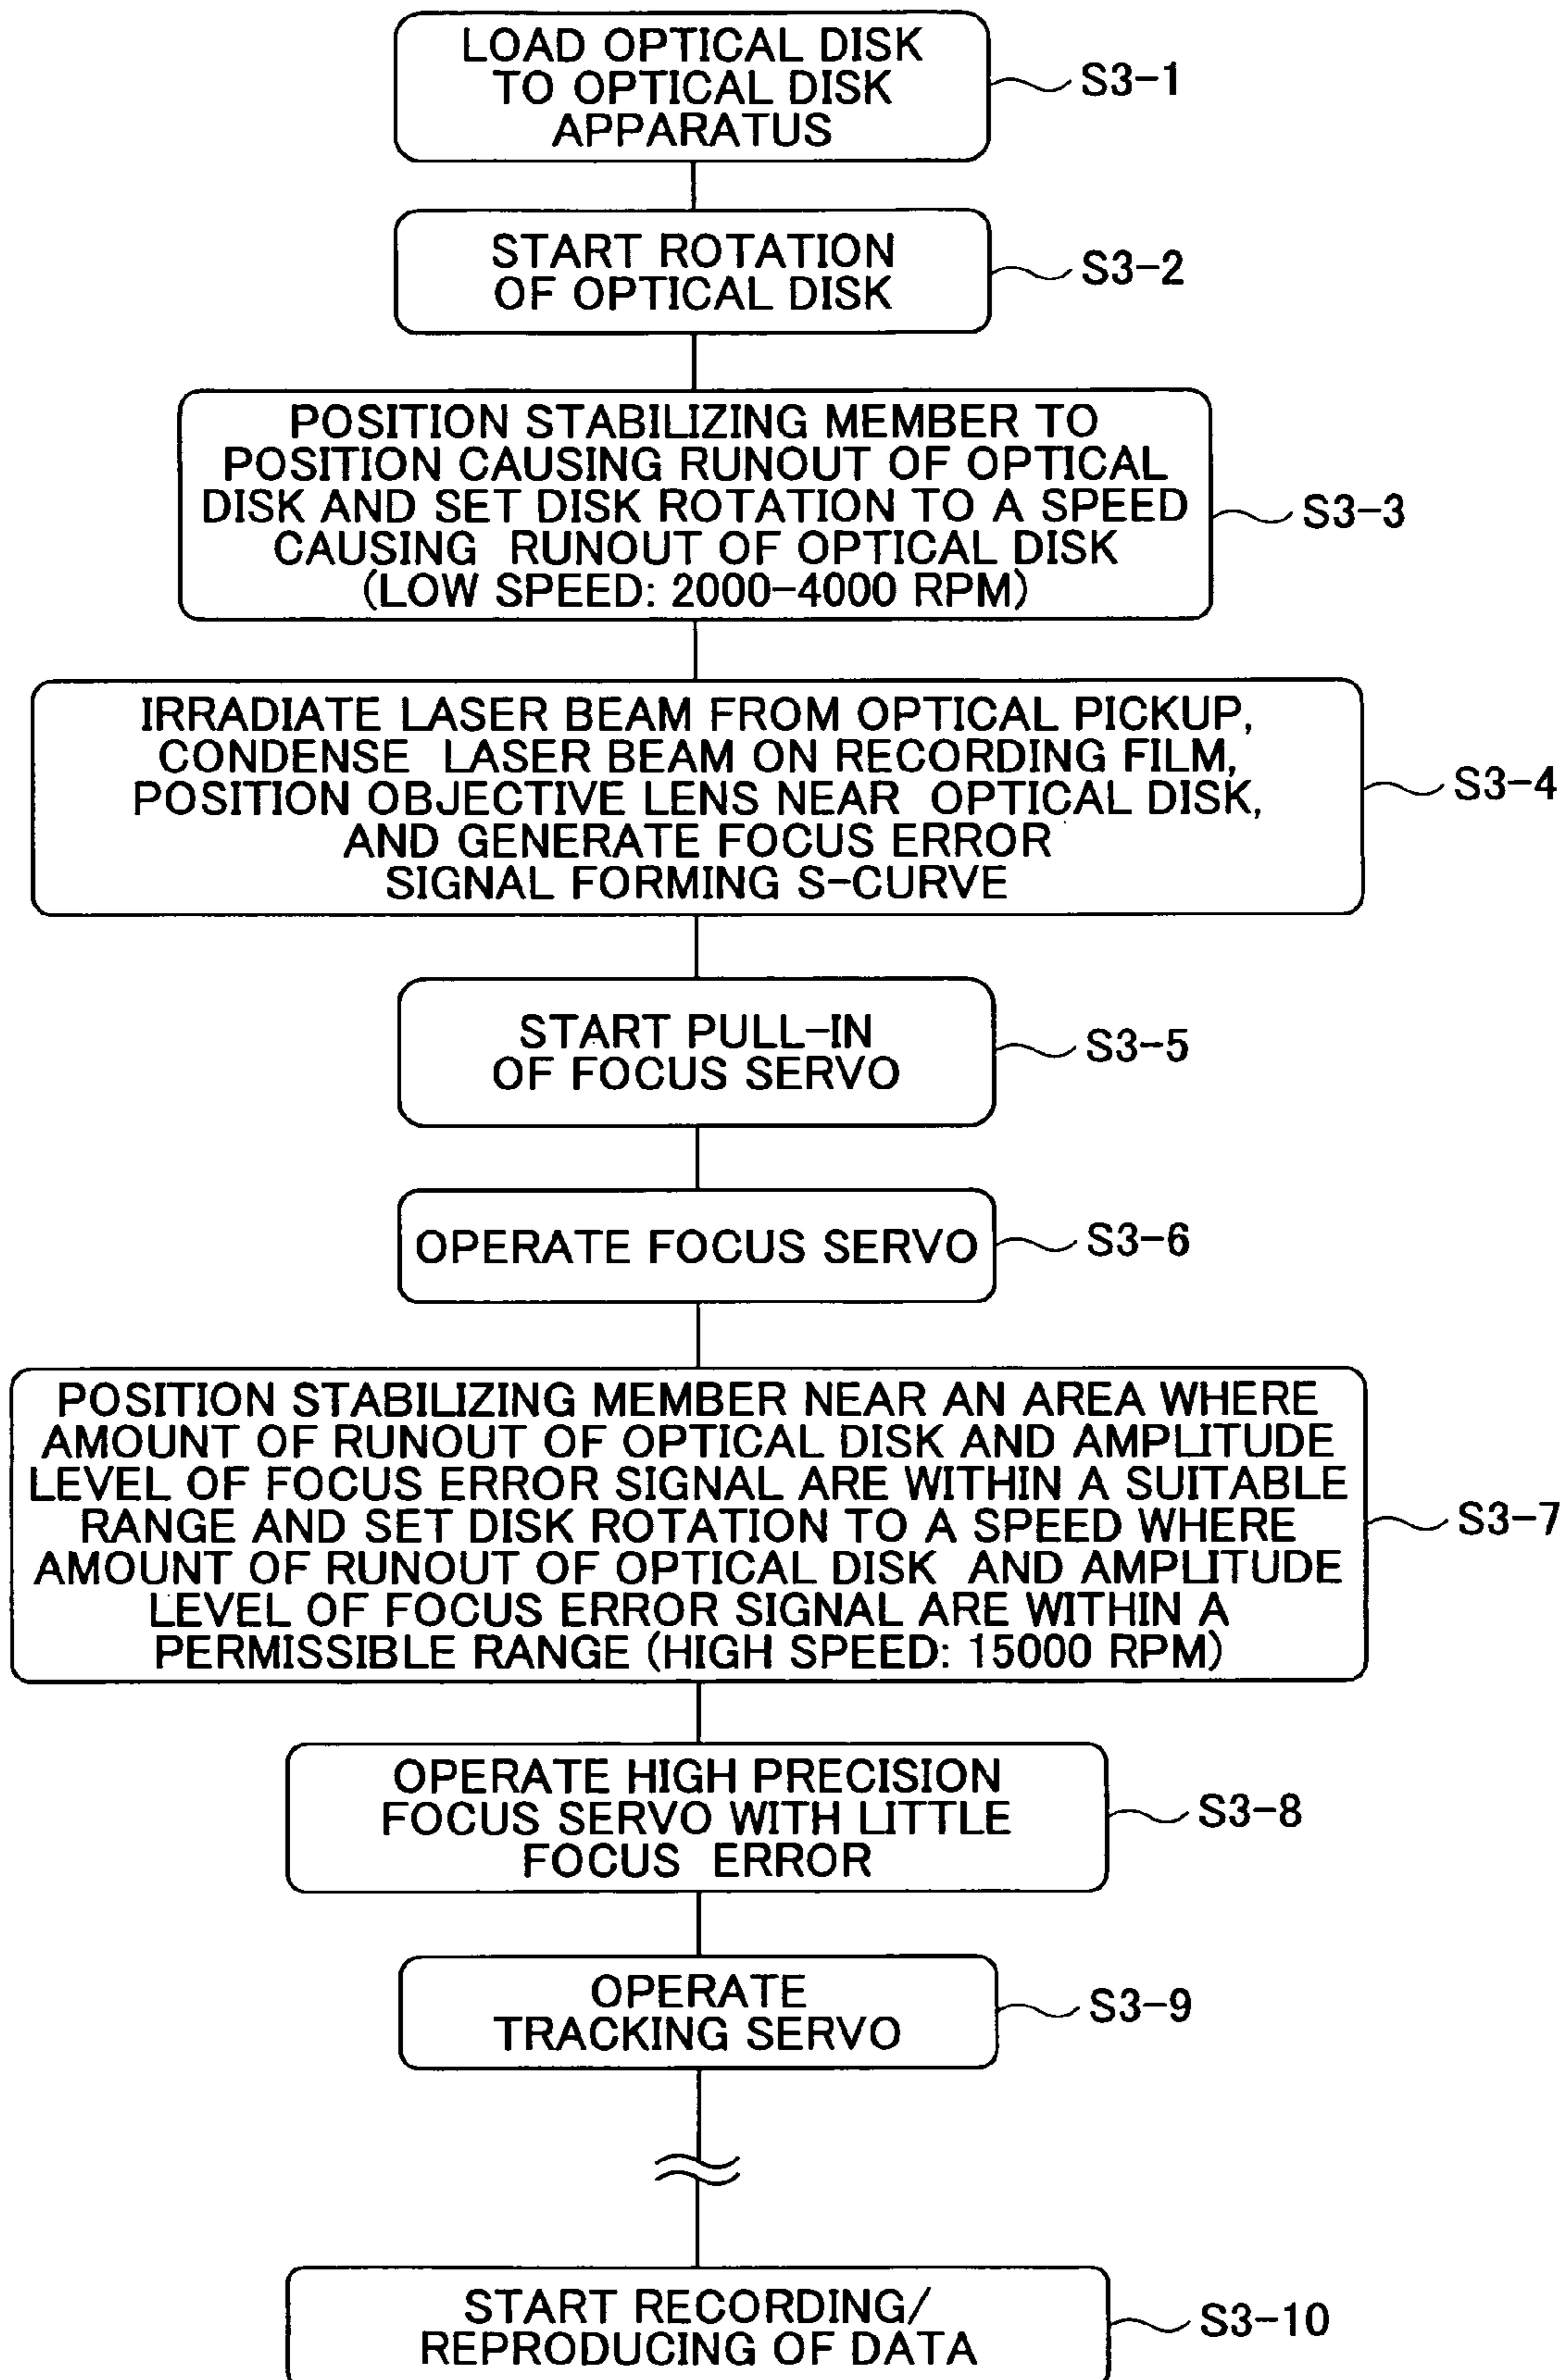 LOAD OPTICAL DISK
TO OPTICAL DISK
APPARATUS
S3-1
START ROTATION
OF OPTICAL DISK
S3-2
POSITION STABILIZING MEMBER TO
POSITION CAUSING RUNOUT OF OPTICAL
DISK AND SET DISK ROTATION TO A SPEED
CAUSING RUNOUT OF OPTICAL DISK
(LOW SPEED: 2000-4000 RPM)
S3-3
IRRADIATE LASER BEAM FROM OPTICAL PICKUP,
CONDENSE LASER BEAM ON RECORDING FILM,
POSITION OBJECTIVE LENS NEAR OPTICAL DISK,
AND GENERATE FOCUS ERROR
SIGNAL FORMING S-CURVE
S3-4
START PULL-IN
OF FOCUS SERVO
S3-5
OPERATE FOCUS SERVO
S3-6
POSITION STABILIZING MEMBER NEAR AN AREA WHERE
AMOUNT OF RUNOUT OF OPTICAL DISK AND AMPLITUDE
LEVEL OF FOCUS ERROR SIGNAL ARE WITHIN A SUITABLE
RANGE AND SET DISK ROTATION TO A SPEED WHERE
AMOUNT OF RUNOUT OF OPTICAL DISK AND AMPLITUDE
LEVEL OF FOCUS ERROR SIGNAL ARE WITHIN A
PERMISSIBLE RANGE (HIGH SPEED: 15000 RPM)
S3-7
OPERATE HIGH PRECISION
FOCUS SERVO WITH LITTLE
FOCUS ERROR
S3-8
OPERATE
TRACKING SERVO
S3-9
START RECORDING/
REPRODUCING OF DATA
S3-10